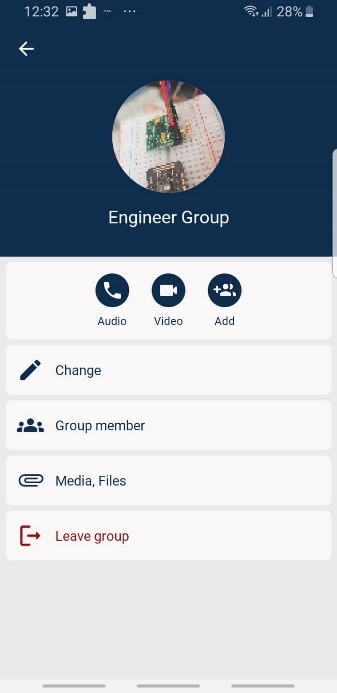 12:32 28%
Engineer Group
Audio Video Add
Change
Group member
Media, Files
Leave group